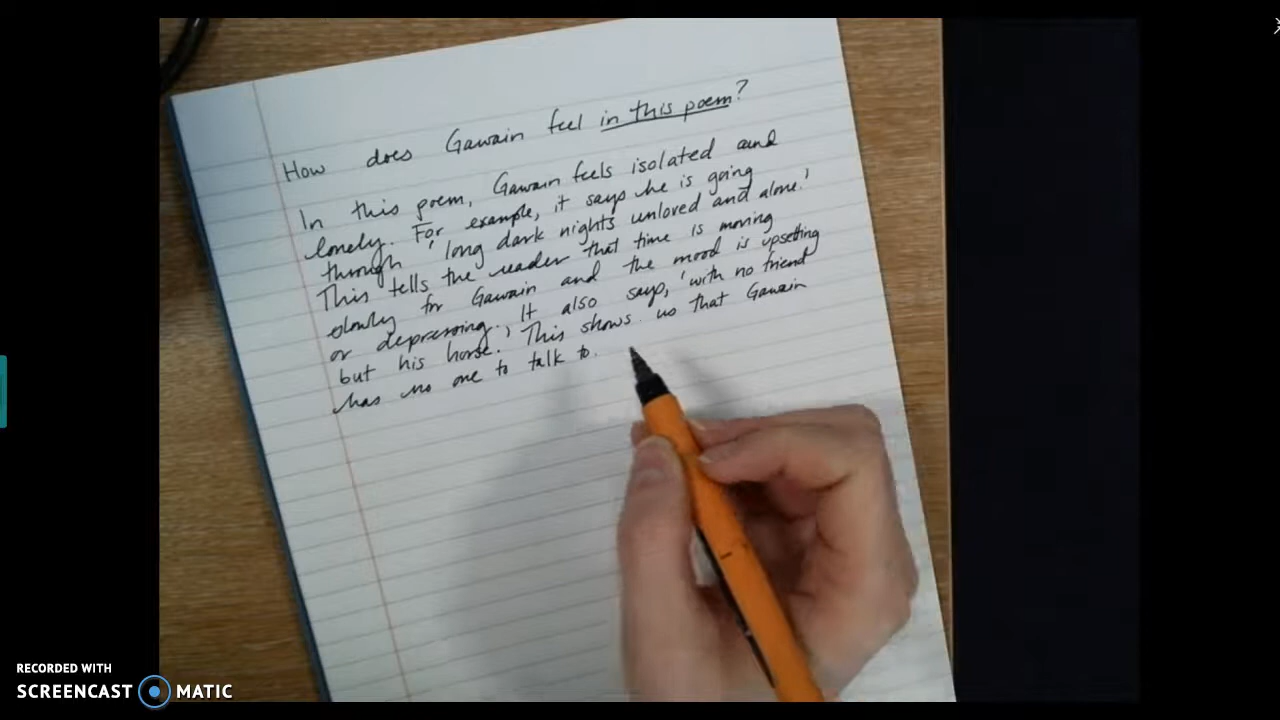 How does Gawain feel in this poem?
In this poem, Gawain feels isolated and
lonely. For example, it says he is going
through 'long dark nights unloved and alone.'
This tells the reader that time is moving
slowly for Gawain and the mood is upsetting
or depressing. It also says, 'with no friend
but his horse.' This shows us that Gawain
has no one to talk to.
RECORDED WITH
SCREENCAST MATIC